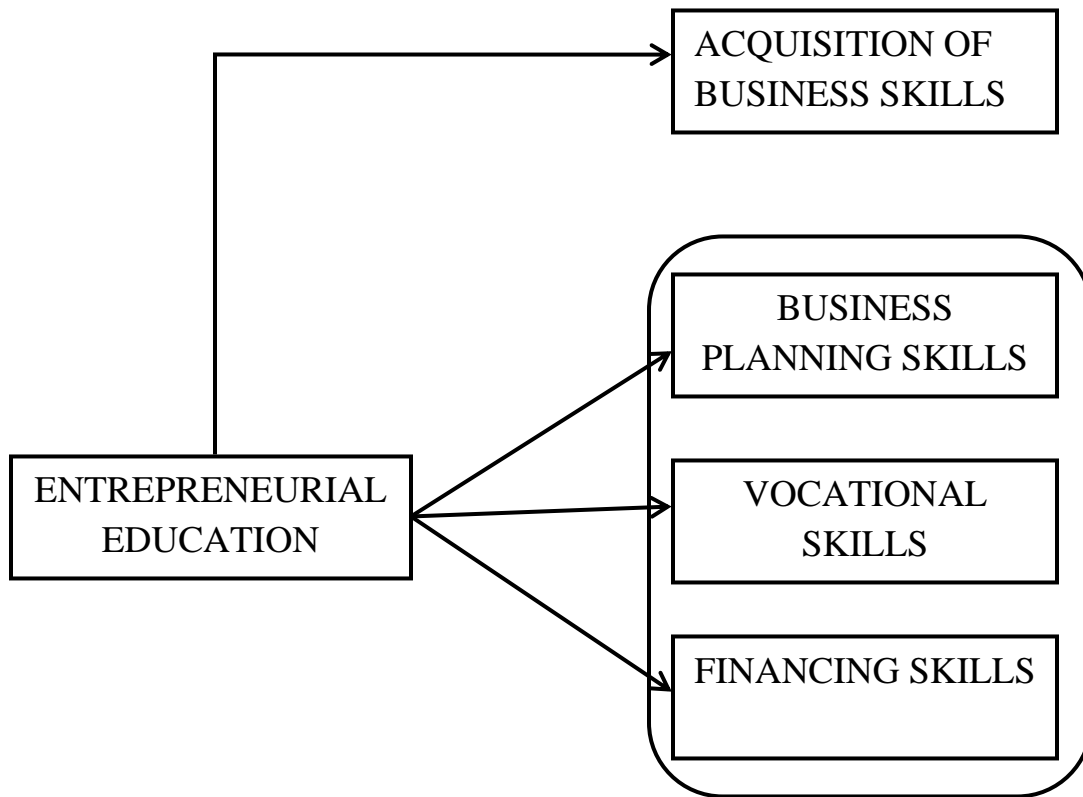 ACQUISITION OF
BUSINESS SKILLS
BUSINESS
PLANNING SKILLS
ENTREPRENEURIAL
EDUCATION
VOCATIONAL
SKILLS
FINANCING SKILLS